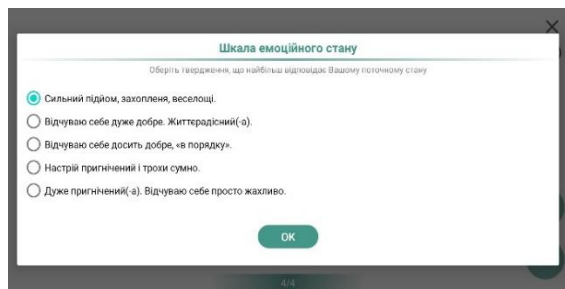 Шкала емоційного стану
Оберіть твердження, що найбільш відповідає Вашому поточному стану
Сильний підйом, захопленя, веселощі.
Відчуваю себе дуже добре. Життєрадісний(-а).
Відчуваю себе досить добре, «в порядку».
Настрій пригнічений і трохи сумно.
Дуже пригнічений(-а). Відчуваю себе просто жахливо.
OK
4/4